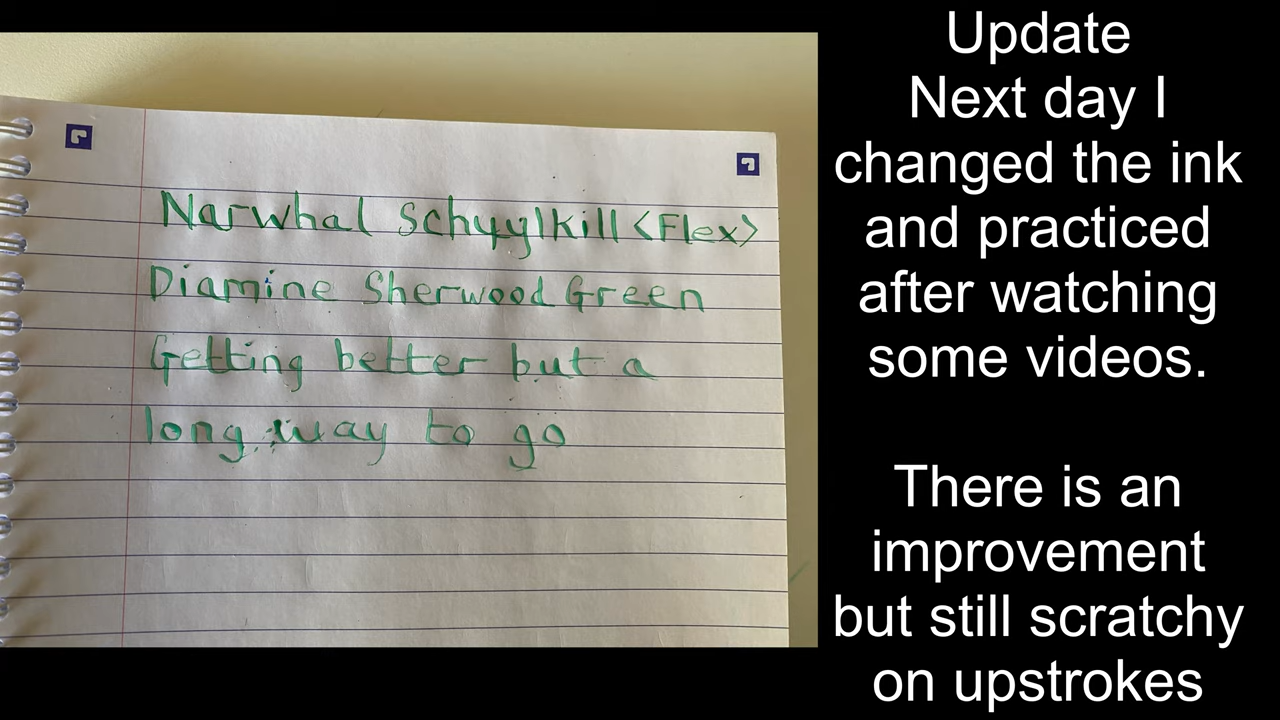 Narwhal Schyylkill <Flex>
Diamine Sherwood Green
Getting better but a
long way to go
Update
Next day I
changed the ink
and practiced
after watching
some videos.
There is an
improvement
but still scratchy
on upstrokes